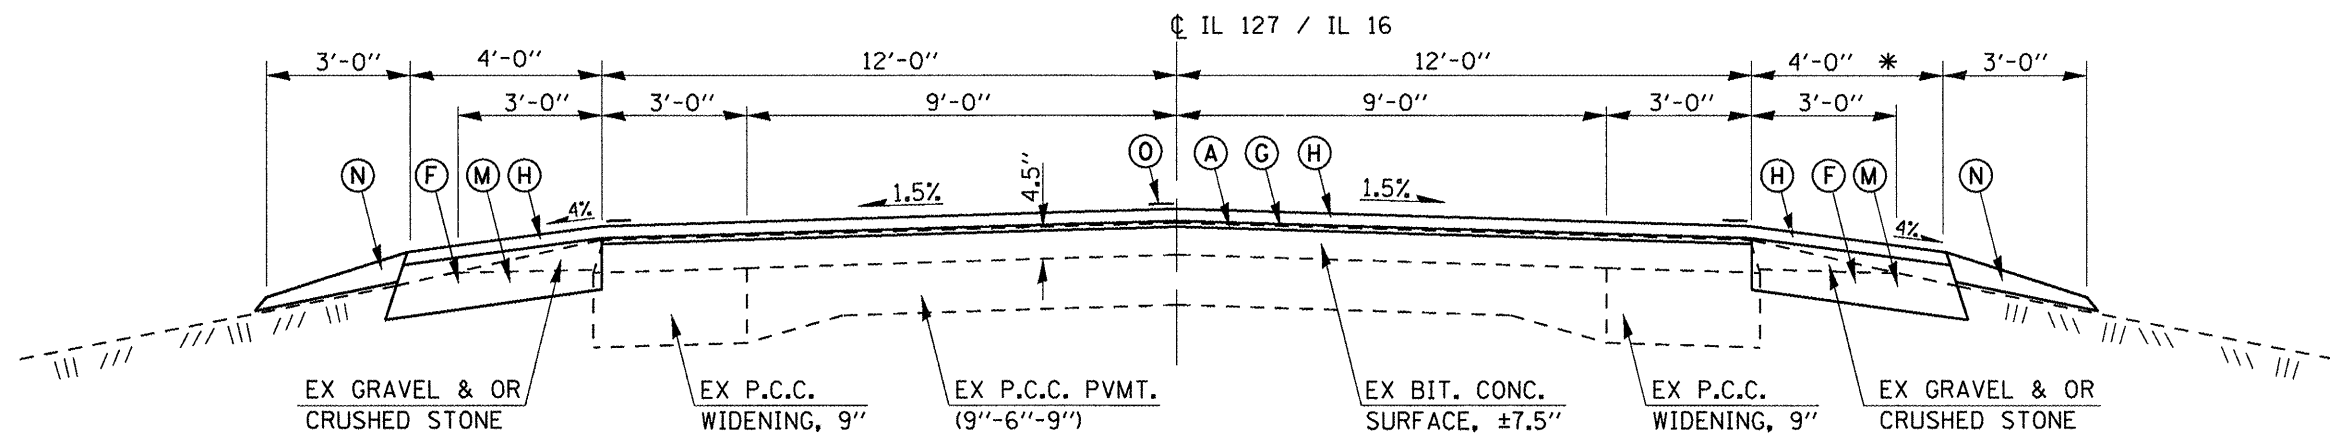 ℄ IL 127 / IL 16
3'-0" 4'-0" 12'-0" 12'-0" 4'-0" * 3'-0"
3'-0" 3'-0" 9'-0" 9'-0" 3'-0" 3'-0"
N F M H O A G H H F M N
4% 1.5% 4.5" 1.5% 4%
EX GRAVEL & OR
CRUSHED STONE
EX P.C.C.
WIDENING, 9"
EX P.C.C. PVMT.
(9"-6"-9")
EX BIT. CONC.
SURFACE, ±7.5"
EX P.C.C.
WIDENING, 9"
EX GRAVEL & OR
CRUSHED STONE